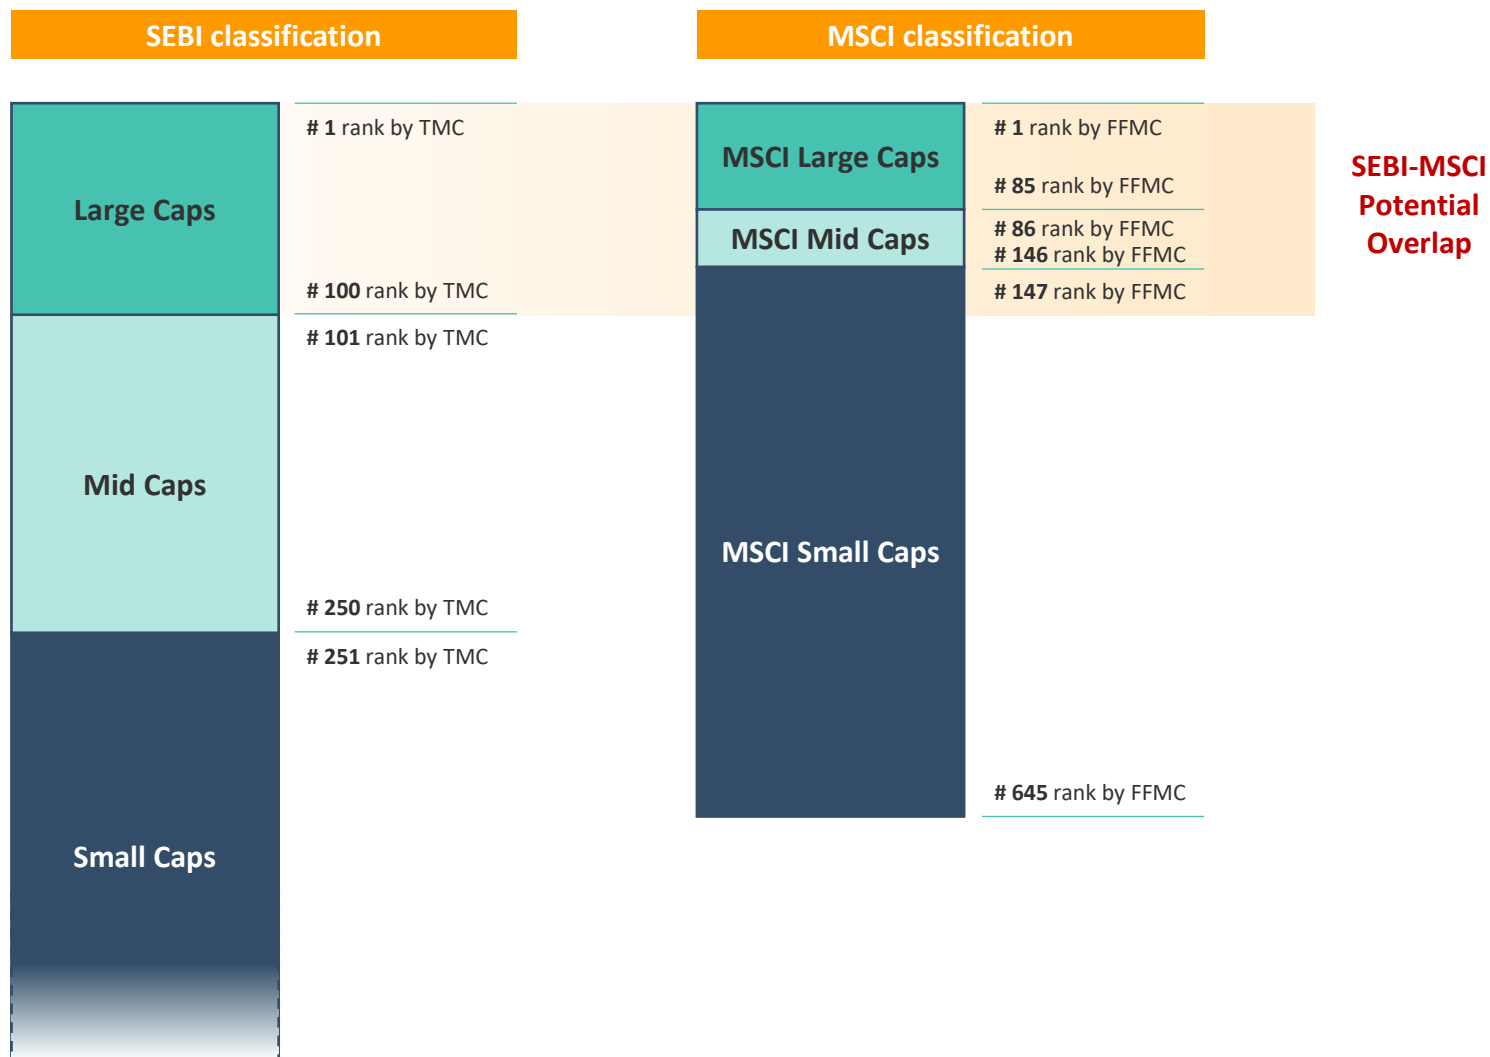 SEBI classification
Large Caps
# 1 rank by TMC
# 100 rank by TMC
Mid Caps
# 101 rank by TMC
# 250 rank by TMC
Small Caps
# 251 rank by TMC
MSCI classification
MSCI Large Caps
# 1 rank by FFMC
# 85 rank by FFMC
MSCI Mid Caps
# 86 rank by FFMC
# 146 rank by FFMC
MSCI Small Caps
# 147 rank by FFMC
# 645 rank by FFMC
SEBI-MSCI
Potential
Overlap